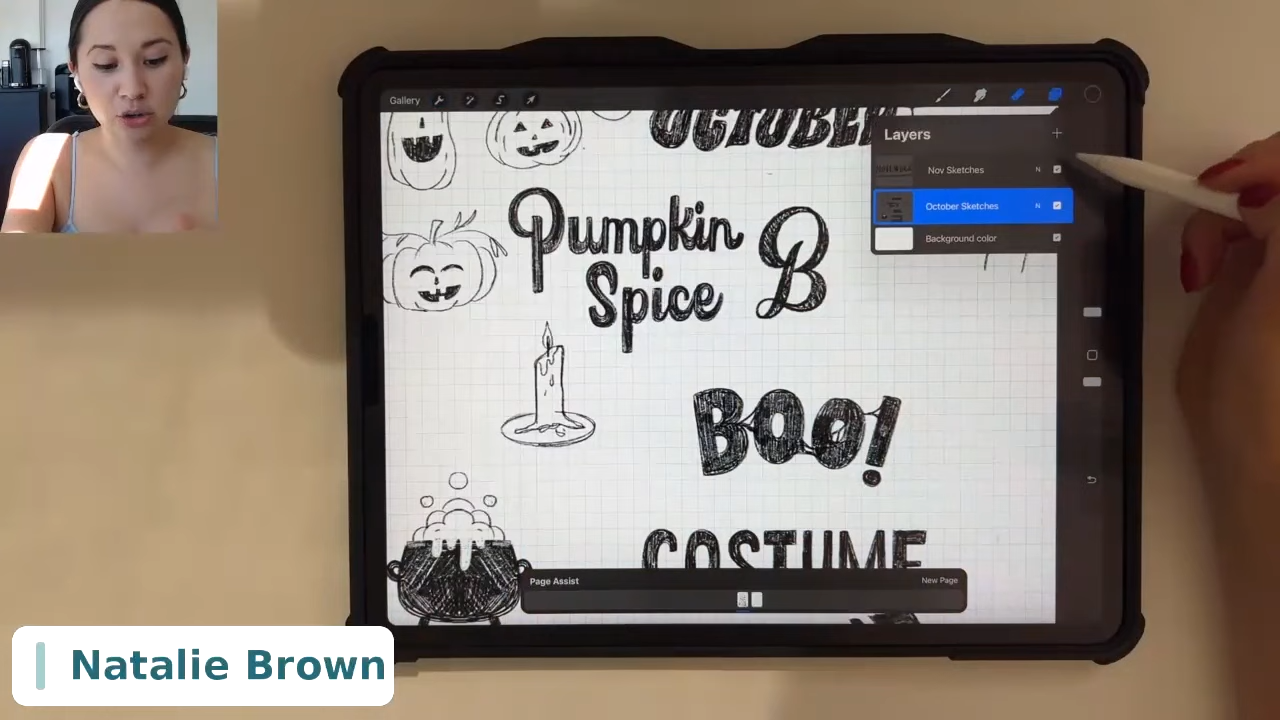 Gallery
OCTOBER
Layers
N
Nov Sketches
October Sketches
N
Background color
Pumpkin
Spice
B
BOO!
COSTUME
Page Assist
New Page
Natalie Brown